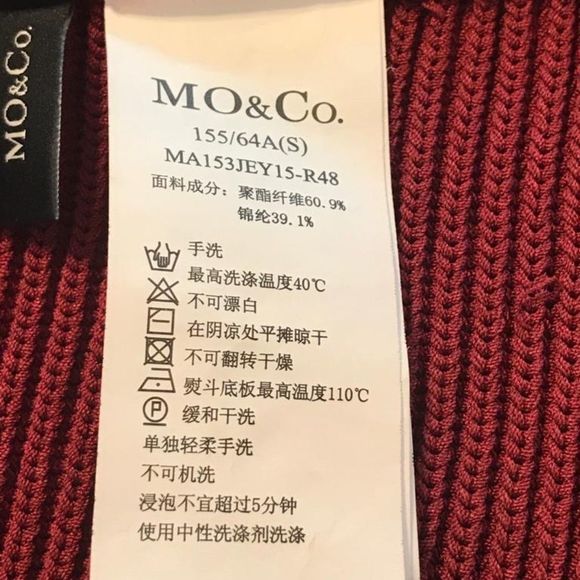 MO&Co.
MO&Co.
155/64A(S)
MA153JEY15-R48
面料成分：聚酯纤维60.9%
锦纶39.1%
手洗
最高洗涤温度40℃
不可漂白
在阴凉处平摊晾干
不可翻转干燥
熨斗底板最高温度110℃
P
缓和干洗
单独轻柔手洗
不可机洗
浸泡不宜超过5分钟
使用中性洗涤剂洗涤